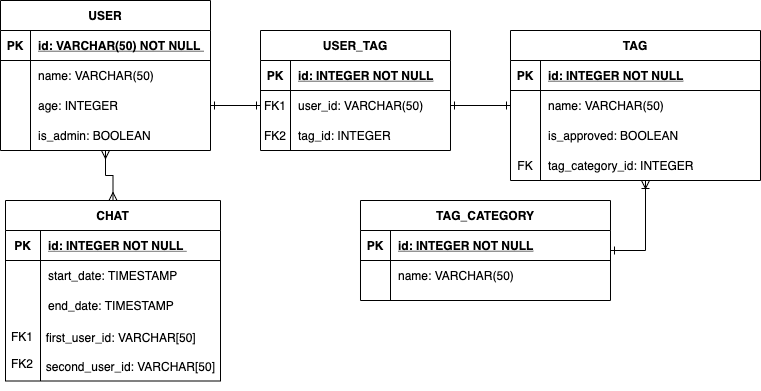 USER
PK id: VARCHAR(50) NOT NULL
name: VARCHAR(50)
age: INTEGER
is_admin: BOOLEAN
USER_TAG
PK id: INTEGER NOT NULL
FK1 user_id: VARCHAR(50)
FK2 tag_id: INTEGER
TAG
PK id: INTEGER NOT NULL
name: VARCHAR(50)
is_approved: BOOLEAN
FK tag_category_id: INTEGER
CHAT
PK id: INTEGER NOT NULL
start_date: TIMESTAMP
end_date: TIMESTAMP
FK1 first_user_id: VARCHAR[50]
FK2 second_user_id: VARCHAR[50]
TAG_CATEGORY
PK id: INTEGER NOT NULL
name: VARCHAR(50)